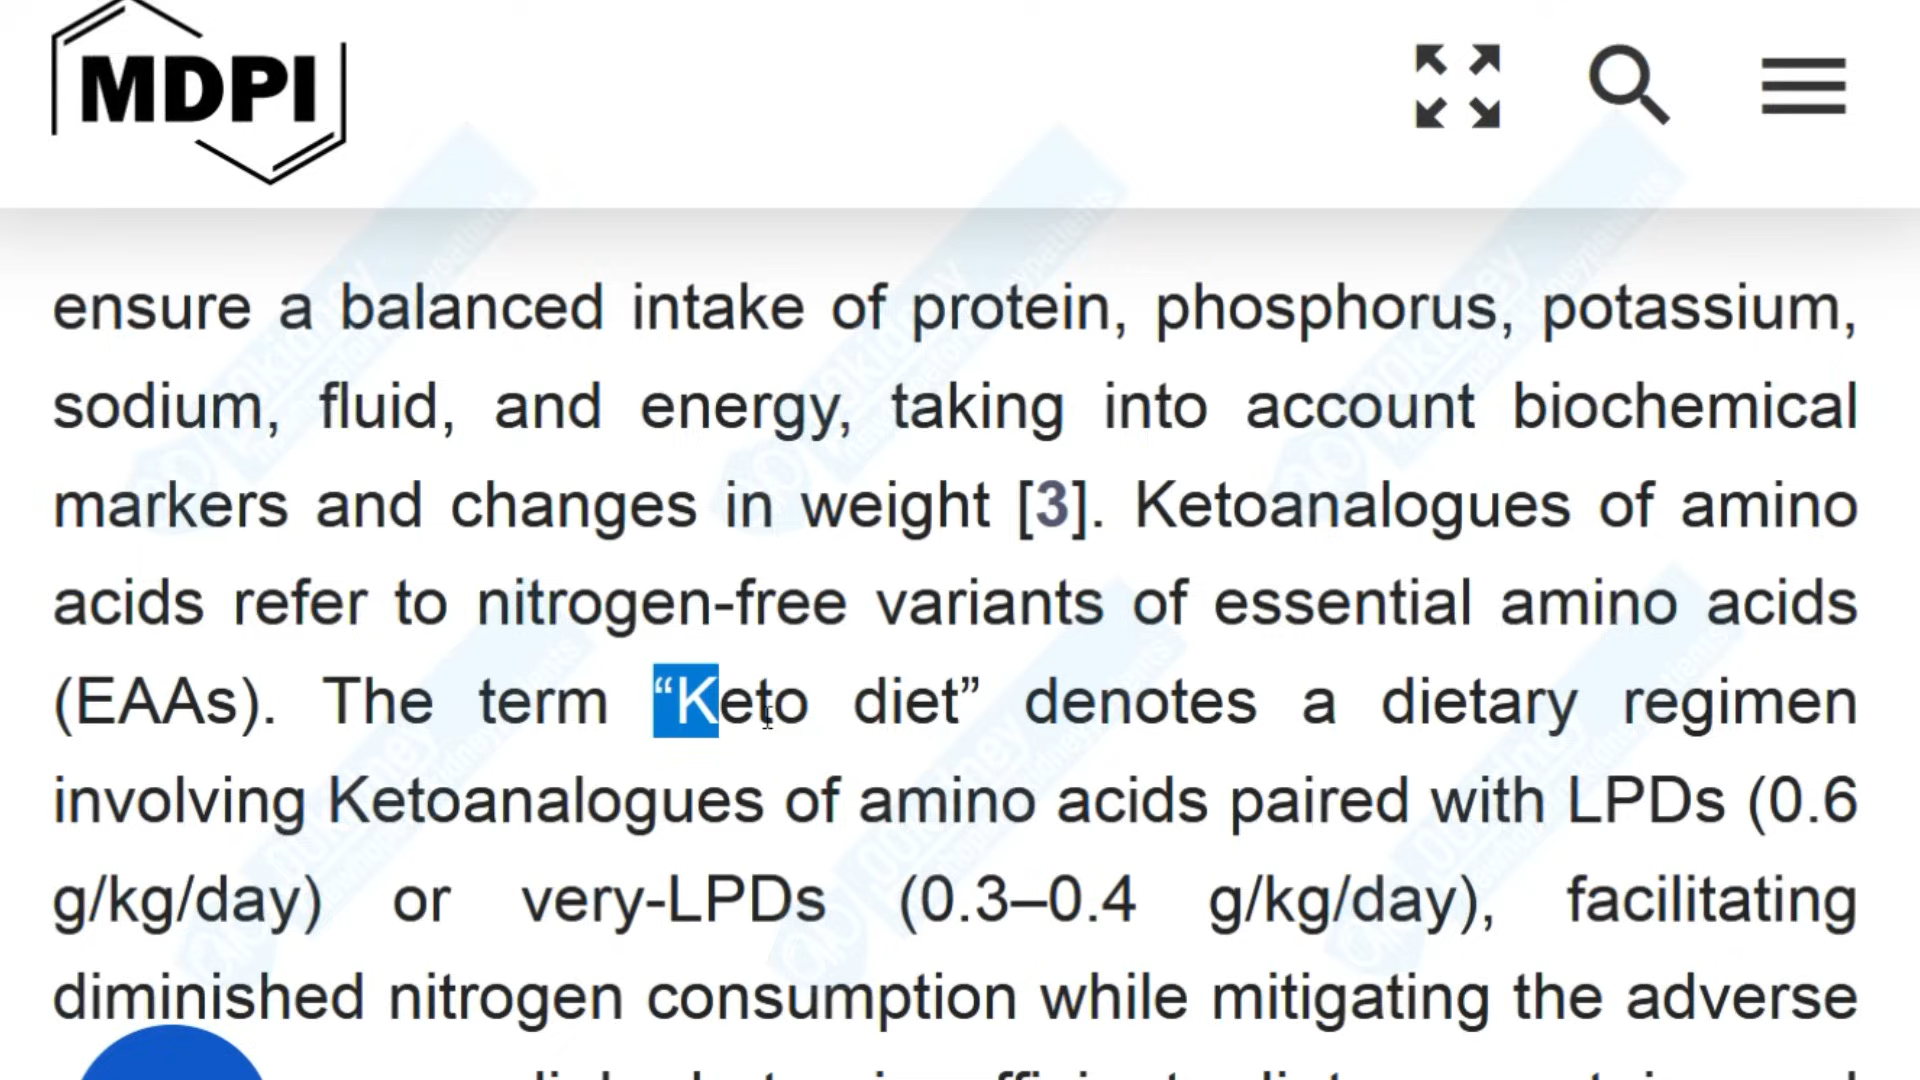 MDPI
ensure a balanced intake of protein, phosphorus, potassium,
sodium, fluid, and energy, taking into account biochemical
markers and changes in weight [3]. Ketoanalogues of amino
acids refer to nitrogen-free variants of essential amino acids
(EAAs). The term “Keto diet” denotes a dietary regimen
involving Ketoanalogues of amino acids paired with LPDs (0.6
g/kg/day) or very-LPDs (0.3–0.4 g/kg/day), facilitating
diminished nitrogen consumption while mitigating the adverse